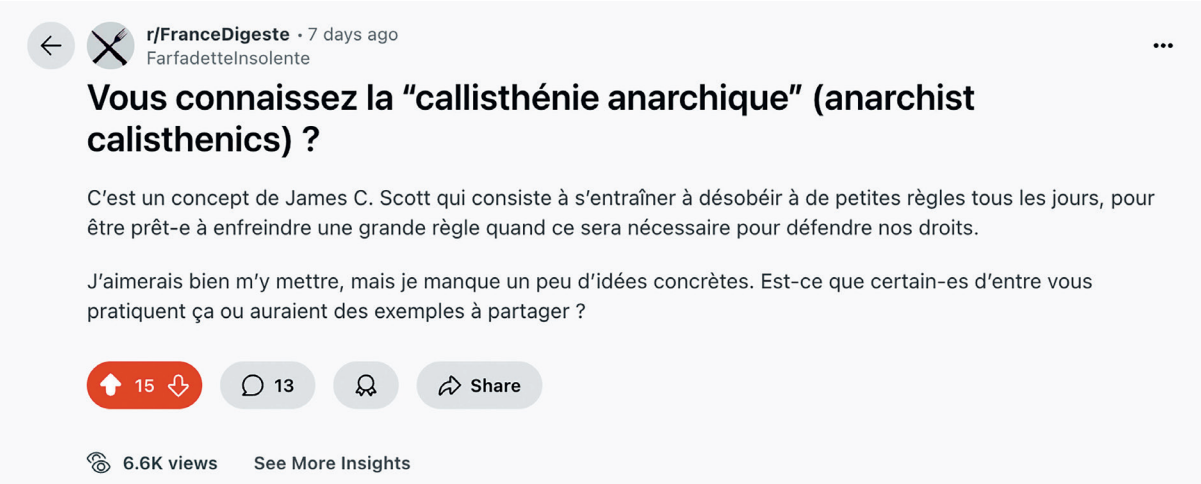 r/FranceDigeste • 7 days ago
FarfadetteInsolente
Vous connaissez la “callisthénie anarchique” (anarchist
calisthenics) ?
C’est un concept de James C. Scott qui consiste à s’entraîner à désobéir à de petites règles tous les jours, pour
être prêt-e à enfreindre une grande règle quand ce sera nécessaire pour défendre nos droits.
J’aimerais bien m’y mettre, mais je manque un peu d’idées concrètes. Est-ce que certain-es d’entre vous
pratiquent ça ou auraient des exemples à partager ?
15 13 Share
6.6K views See More Insights